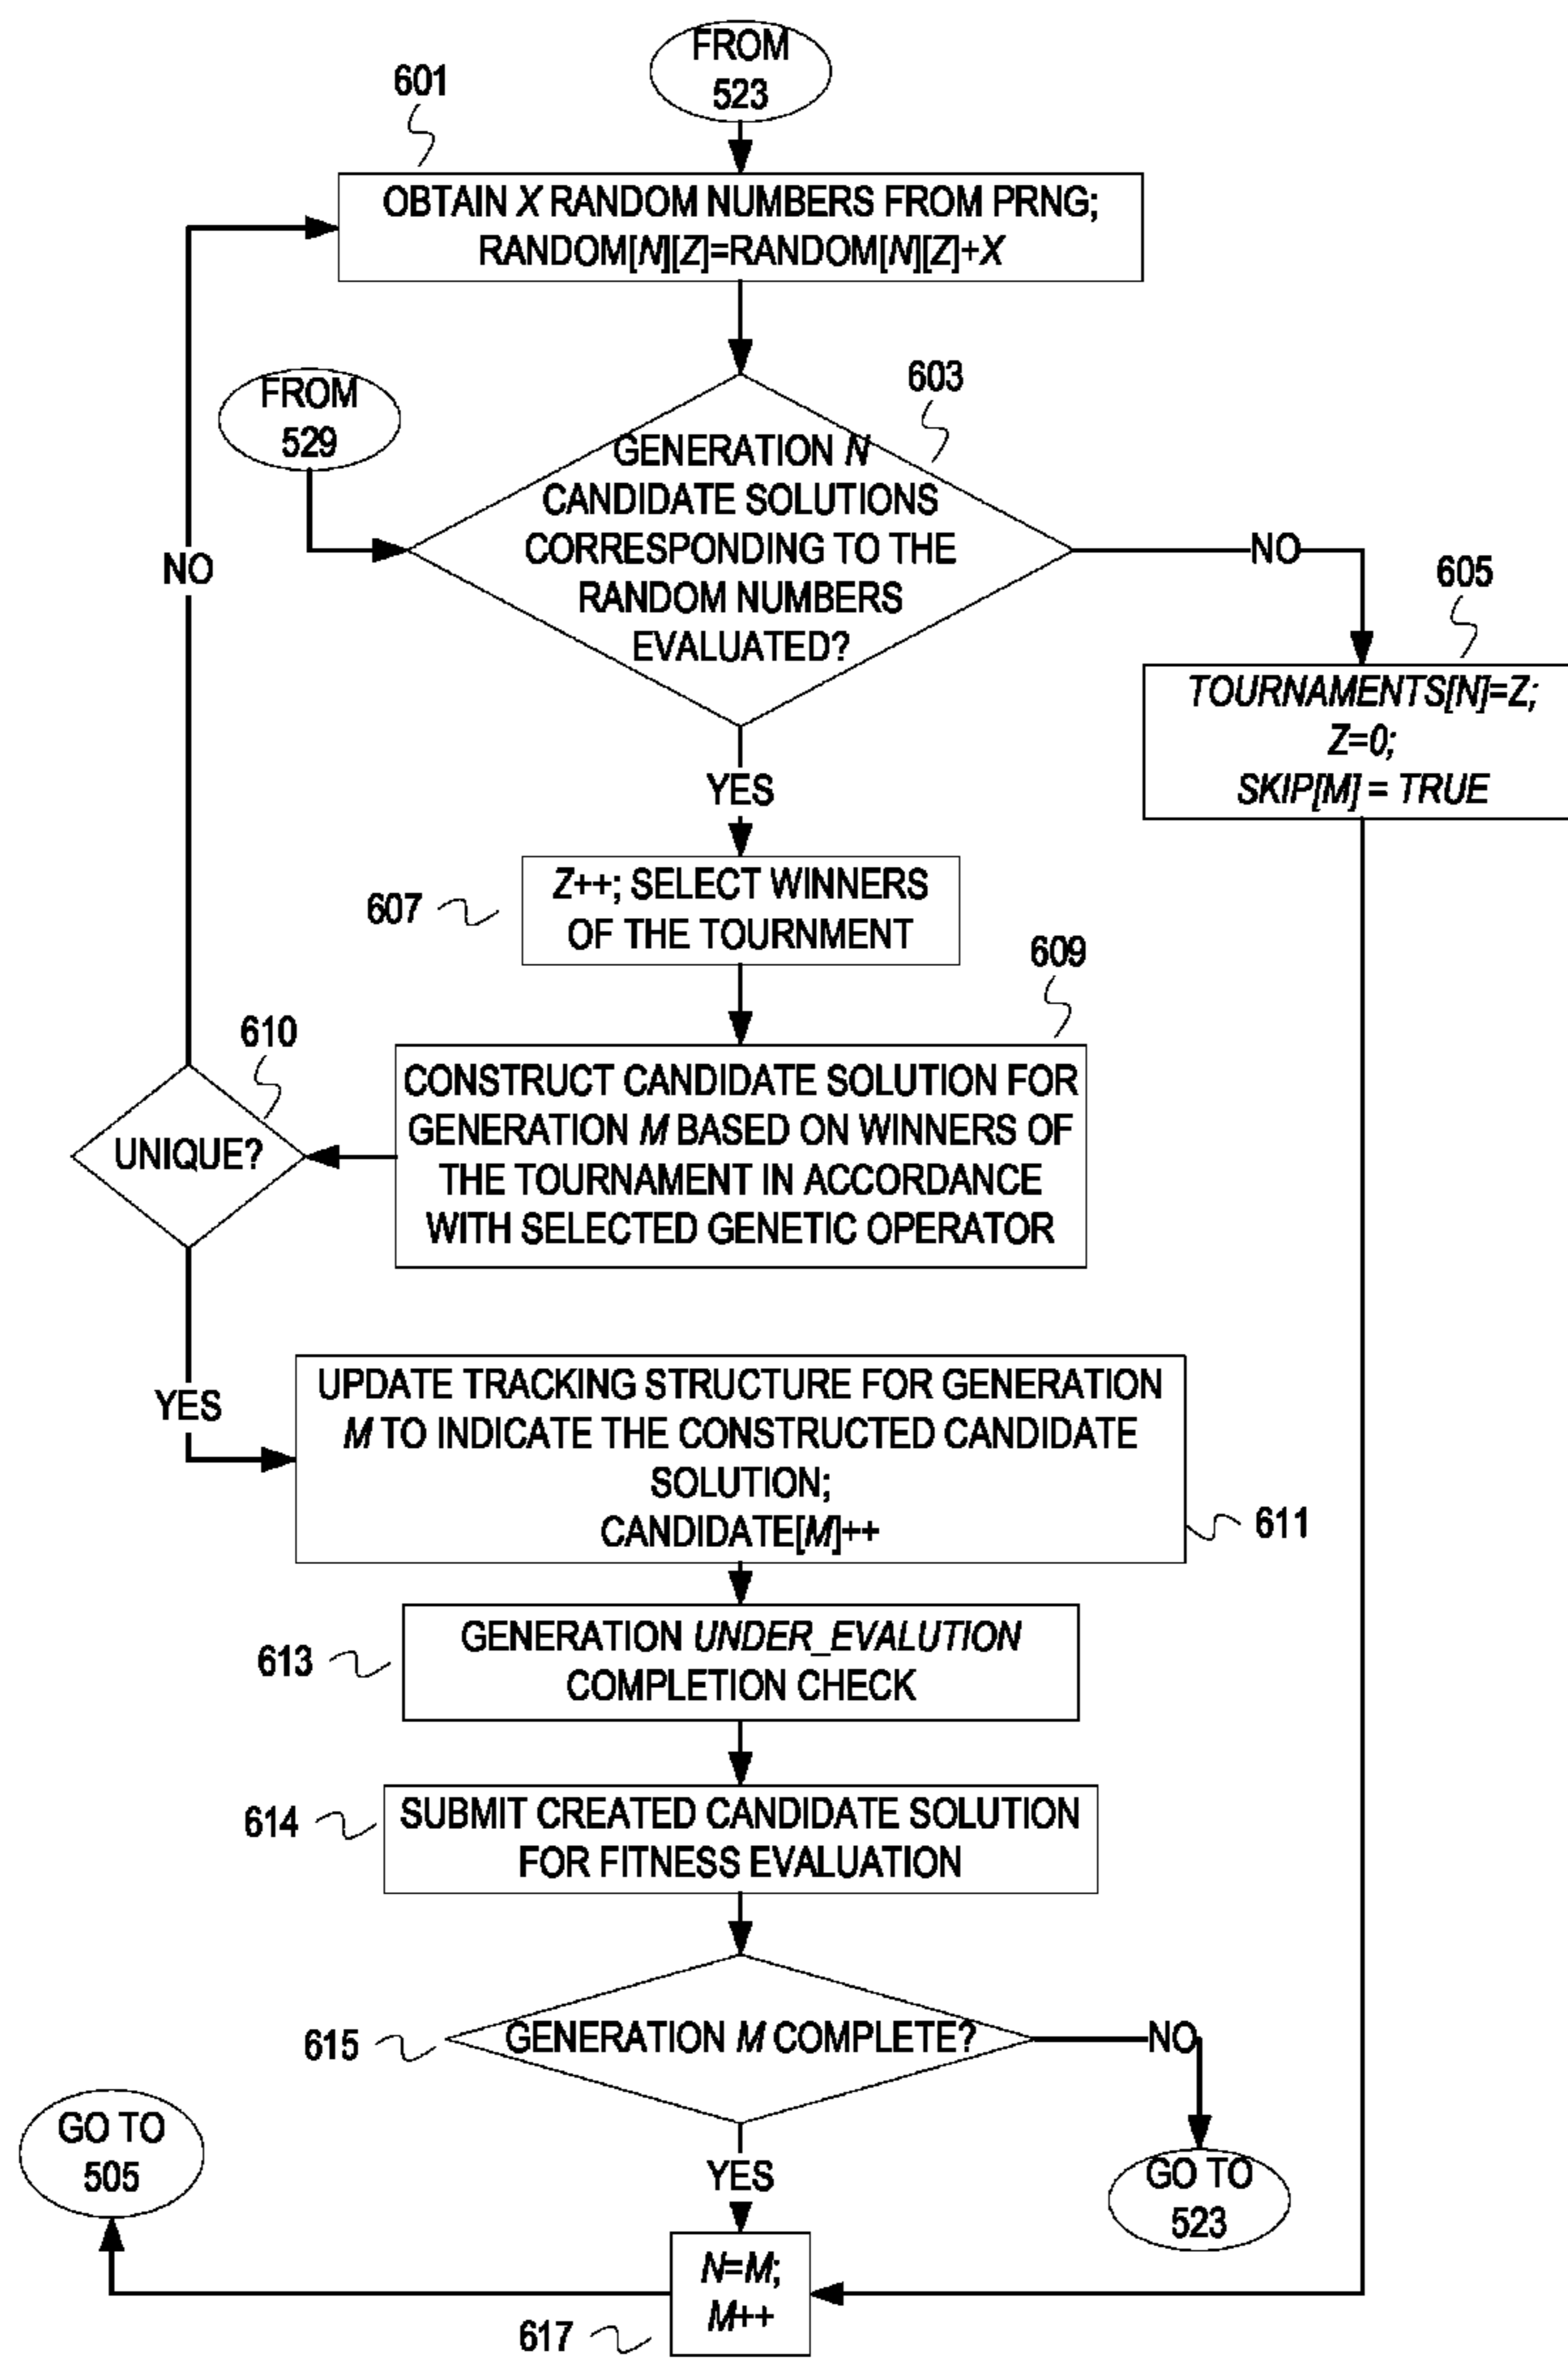 FROM
523
601
OBTAIN X RANDOM NUMBERS FROM PRNG;
RANDOM[N][Z]=RANDOM[N][Z]+X
FROM
529
603
GENERATION N
CANDIDATE SOLUTIONS
CORRESPONDING TO THE
RANDOM NUMBERS
EVALUATED?
NO
NO
605
TOURNAMENTS[N]=Z;
Z=0;
SKIP[M] = TRUE
YES
607
Z++; SELECT WINNERS
OF THE TOURNMENT
609
CONSTRUCT CANDIDATE SOLUTION FOR
GENERATION M BASED ON WINNERS OF
THE TOURNAMENT IN ACCORDANCE
WITH SELECTED GENETIC OPERATOR
610
UNIQUE?
YES
UPDATE TRACKING STRUCTURE FOR GENERATION
M TO INDICATE THE CONSTRUCTED CANDIDATE
SOLUTION;
CANDIDATE[M]++
611
613
GENERATION UNDER_EVALUTION
COMPLETION CHECK
614
SUBMIT CREATED CANDIDATE SOLUTION
FOR FITNESS EVALUATION
615
GENERATION M COMPLETE?
NO
GO TO
505
YES
GO TO
523
N=M;
M++
617